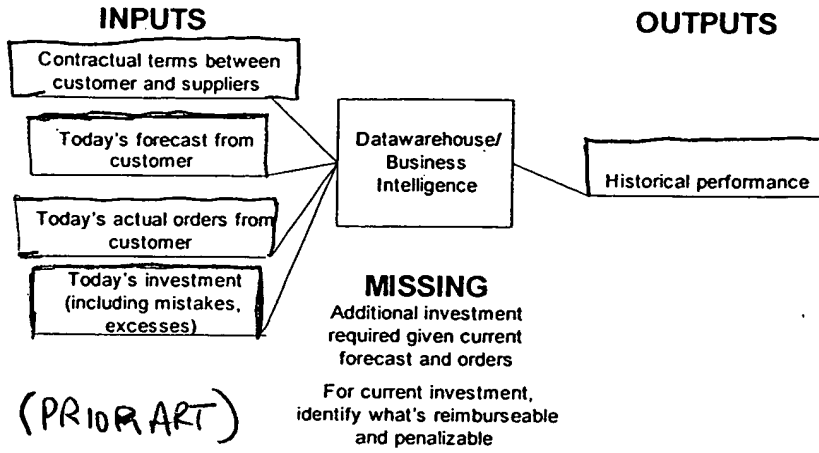 INPUTS
OUTPUTS
Contractual terms between
customer and suppliers
Today's forecast from
customer
Datawarehouse/
Business
Intelligence
Historical performance
Today's actual orders from
customer
Today's investment
(including mistakes,
excesses)
MISSING
Additional investment
required given current
forecast and orders
For current investment,
identify what's reimburseable
and penalizable
(PRIOR ART)